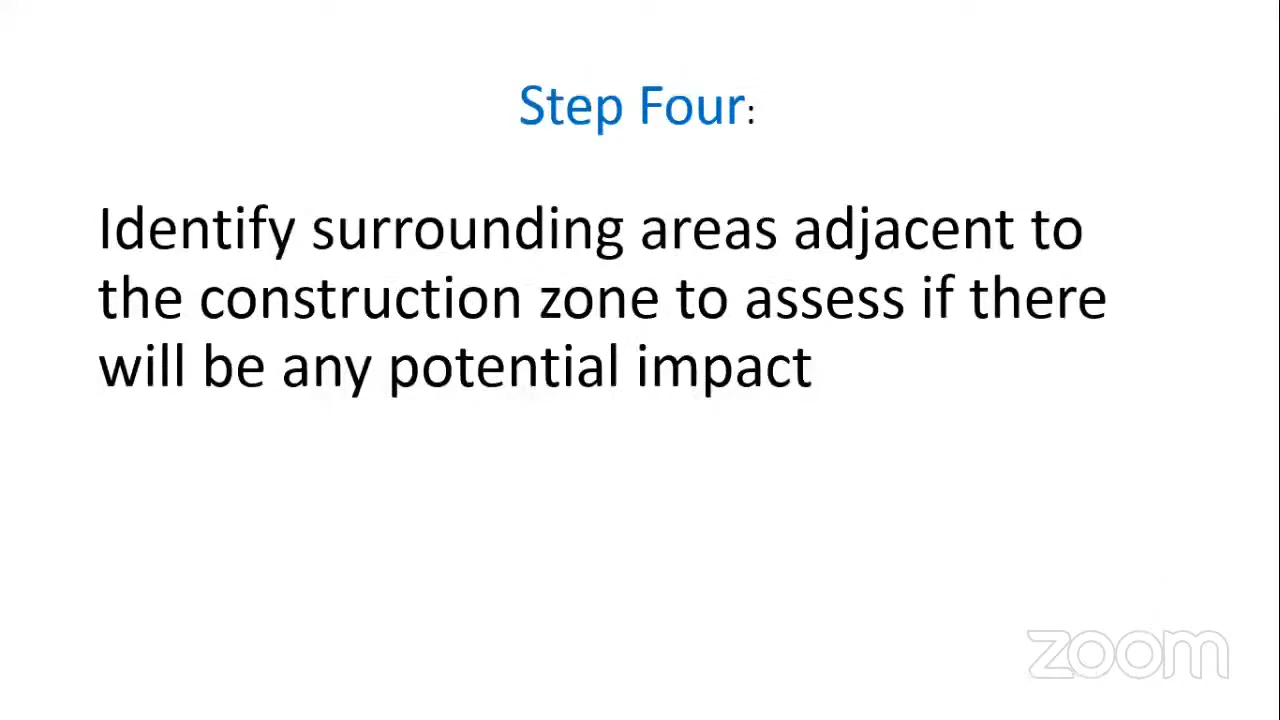 Step Four:
Identify surrounding areas adjacent to
the construction zone to assess if there
will be any potential impact
zoom